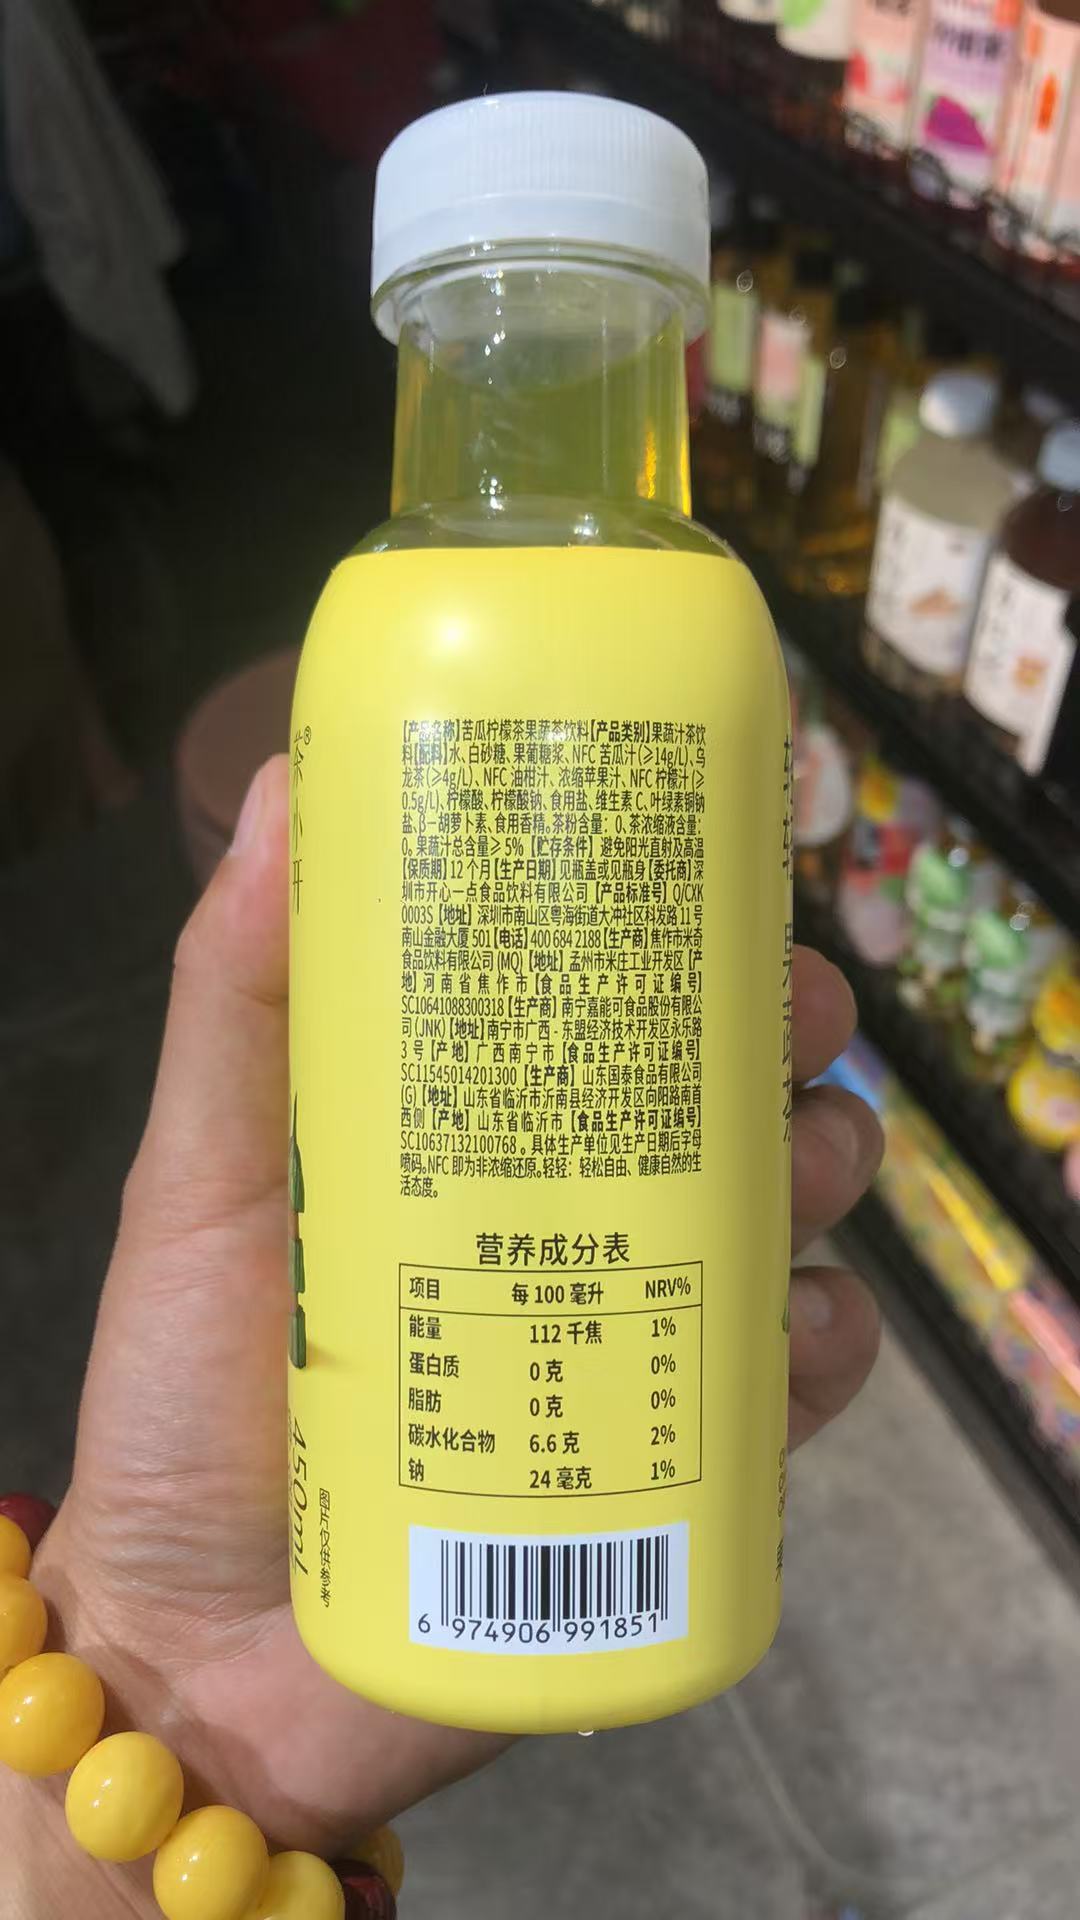 【产品名称】苦瓜柠檬茶果蔬茶饮料【产品类别】果蔬汁茶饮
料【配料】水、白砂糖、果葡糖浆、NFC 苦瓜汁(≥14g/L)、乌
龙茶(≥4g/L)、NFC 油柑汁、浓缩苹果汁、NFC 柠檬汁(≥
0.5g/L)、柠檬酸、柠檬酸钠、食用盐、维生素 C、叶绿素铜钠
盐、β-胡萝卜素、食用香精。茶粉含量：0、茶浓缩液含量：
0。果蔬汁总含量≥5%【贮存条件】避免阳光直射及高温
【保质期】12 个月【生产日期】见瓶盖或见瓶身【委托商】深
圳市开心一点食品饮料有限公司【产品标准号】Q/CXK
0003S【地址】深圳市南山区粤海街道大冲社区科发路 11 号
南山金融大厦 501【电话】400 684 2188【生产商】焦作市米奇
食品饮料有限公司(MQ)【地址】孟州市米庄工业开发区【产
地】河南省焦作市【食品生产许可证编号】
SC10641088300318【生产商】南宁嘉能可食品股份有限公
司(JNK)【地址】南宁市广西-东盟经济技术开发区永乐路
3 号【产地】广西南宁市【食品生产许可证编号】
SC11545014201300【生产商】山东国泰食品有限公司
(G)【地址】山东省临沂市沂南县经济开发区向阳路南首
西侧【产地】山东省临沂市【食品生产许可证编号】
SC10637132100768。具体生产单位见生产日期后字母
喷码。NFC 即为非浓缩还原。轻轻：轻松自由、健康自然的生
活态度。
营养成分表
项目 每 100 毫升 NRV%
能量 112 千焦 1%
蛋白质 0 克 0%
脂肪 0 克 0%
碳水化合物 6.6 克 2%
钠 24 毫克 1%
6 974906 991851
茶小开®
450mL
图片仅供参考